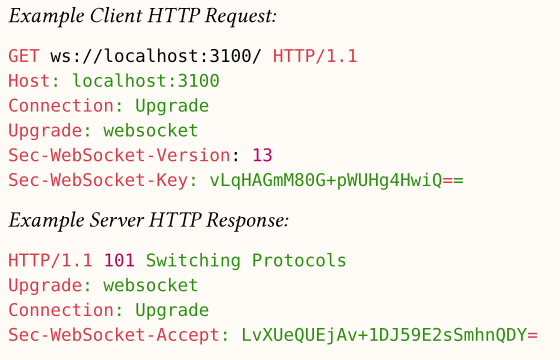 Example Client HTTP Request:
GET ws://localhost:3100/ HTTP/1.1
Host: localhost:3100
Connection: Upgrade
Upgrade: websocket
Sec-WebSocket-Version: 13
Sec-WebSocket-Key: vLqHAGmM80G+pWUHg4HwiQ==
Example Server HTTP Response:
HTTP/1.1 101 Switching Protocols
Upgrade: websocket
Connection: Upgrade
Sec-WebSocket-Accept: LvXUeQUEjAv+1DJ59E2sSmhnQDY=